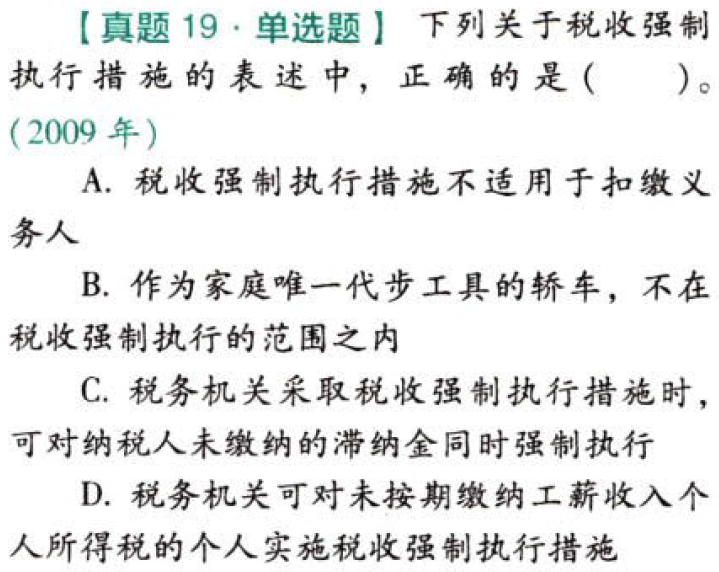 【真题 19·单选题】 下列关于税收强制
执行措施的表述中，正确的是(　　)。
(2009 年)
A. 税收强制执行措施不适用于扣缴义
务人
B. 作为家庭唯一代步工具的轿车，不在
税收强制执行的范围之内
C. 税务机关采取税收强制执行措施时，
可对纳税人未缴纳的滞纳金同时强制执行
D. 税务机关可对未按期缴纳工薪收入个
人所得税的个人实施税收强制执行措施